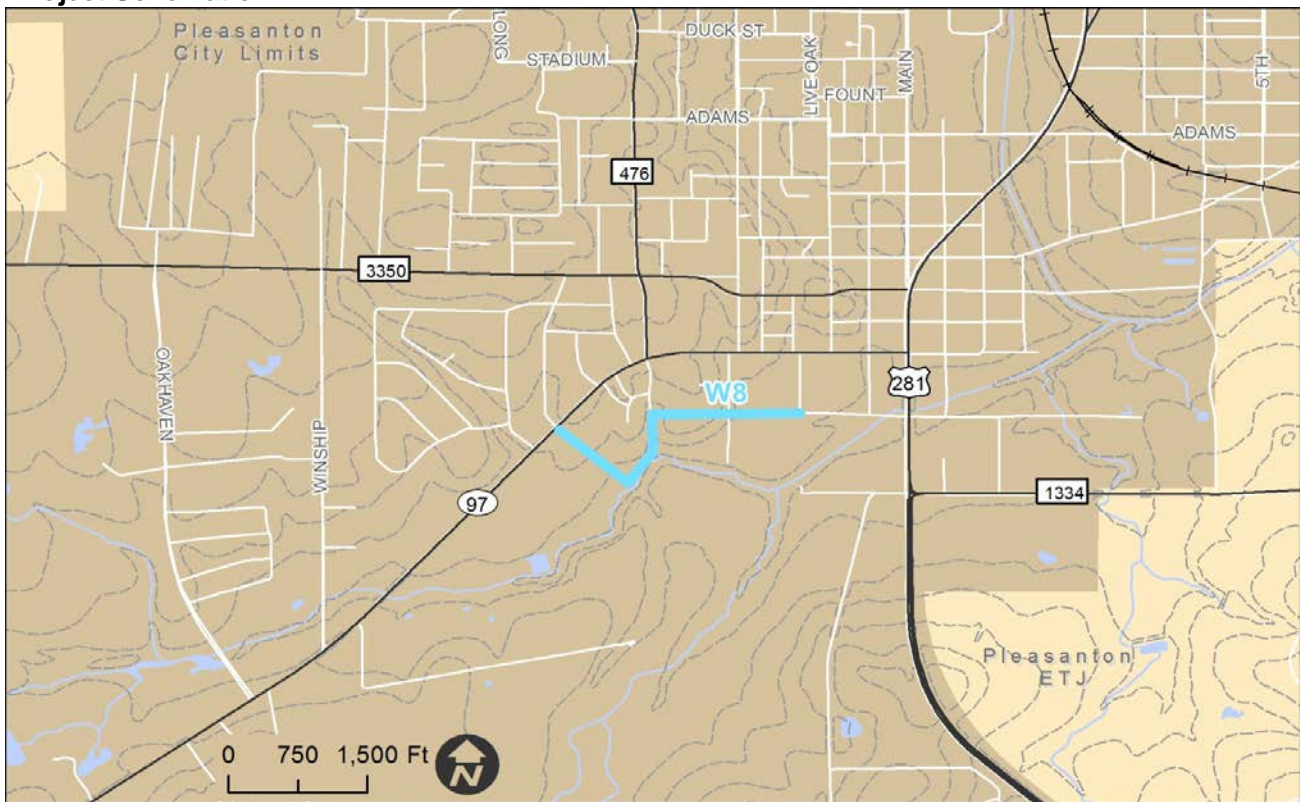 Pleasanton
City Limits
LONG
DUCK ST
STADIUM
LIVE OAK
MAIN
FOUNT
5TH
ADAMS
ADAMS
476
3350
OAKHAVEN
WINSHIP
281
W8
97
1334
Pleasanton
ETJ
0 750 1,500 Ft
N